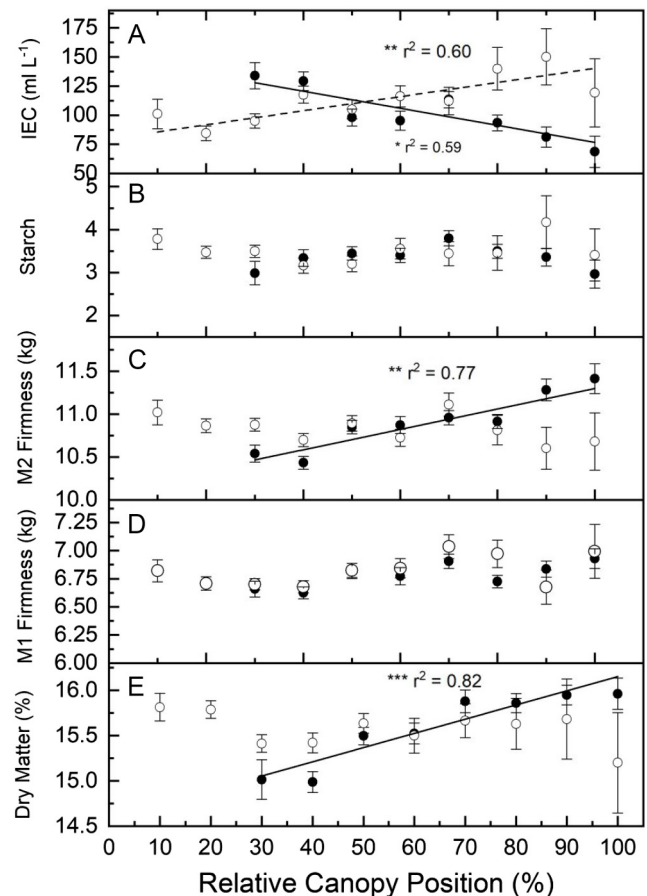 A
IEC (ml L⁻¹)
175
150
125
100
75
50
** r² = 0.60
* r² = 0.59
B
Starch
5
4
3
2
C
M2 Firmness (kg)
11.5
11.0
10.5
10.0
** r² = 0.77
D
M1 Firmness (kg)
7.25
7.00
6.75
6.50
6.25
6.00
E
Dry Matter (%)
16.0
15.5
15.0
14.5
*** r² = 0.82
10 20 30 40 50 60 70 80 90 100
Relative Canopy Position (%)